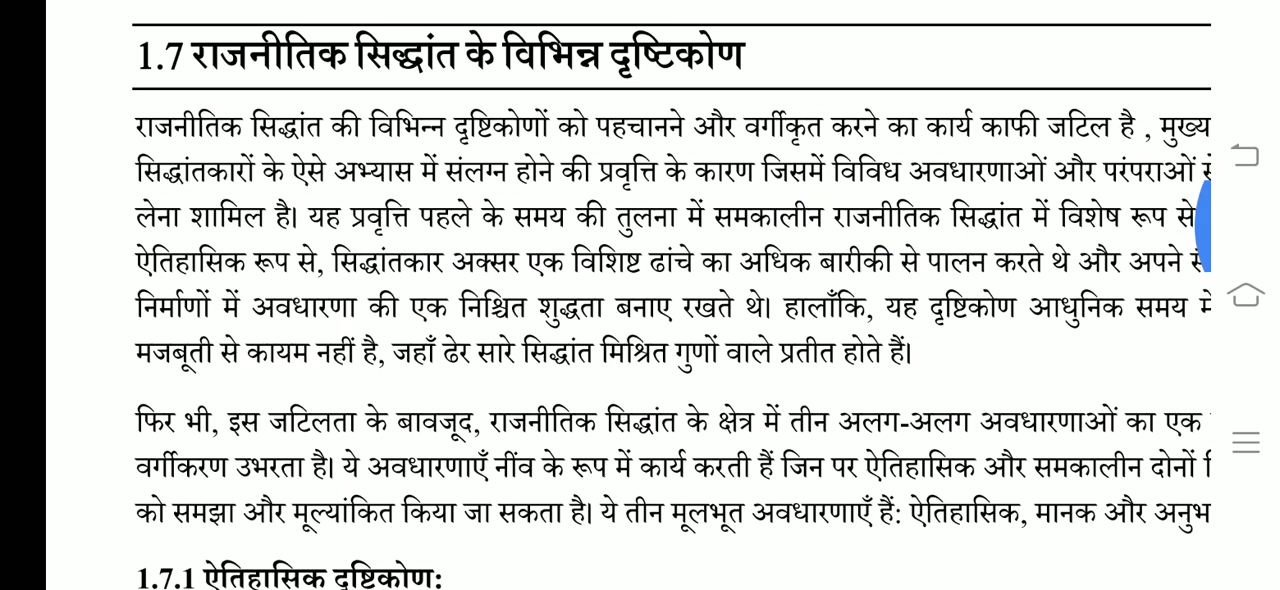 1.7 राजनीतिक सिद्धांत के विभिन्न दृष्टिकोण
राजनीतिक सिद्धांत की विभिन्न दृष्टिकोणों को पहचानने और वर्गीकृत करने का कार्य काफी जटिल है , मुख्य
सिद्धांतकारों के ऐसे अभ्यास में संलग्न होने की प्रवृत्ति के कारण जिसमें विविध अवधारणाओं और परंपराओं
लेना शामिल है। यह प्रवृत्ति पहले के समय की तुलना में समकालीन राजनीतिक सिद्धांत में विशेष रूप से
ऐतिहासिक रूप से, सिद्धांतकार अक्सर एक विशिष्ट ढांचे का अधिक बारीकी से पालन करते थे और अपने
निर्माणों में अवधारणा की एक निश्चित शुद्धता बनाए रखते थे। हालाँकि, यह दृष्टिकोण आधुनिक समय में
मजबूती से कायम नहीं है, जहाँ ढेर सारे सिद्धांत मिश्रित गुणों वाले प्रतीत होते हैं।
फिर भी, इस जटिलता के बावजूद, राजनीतिक सिद्धांत के क्षेत्र में तीन अलग-अलग अवधारणाओं का एक
वर्गीकरण उभरता है। ये अवधारणाएँ नींव के रूप में कार्य करती हैं जिन पर ऐतिहासिक और समकालीन दोनों
को समझा और मूल्यांकित किया जा सकता है। ये तीन मूलभूत अवधारणाएँ हैं: ऐतिहासिक, मानक और अनुभ
1.7.1 ऐतिहासिक दृष्टिकोण: